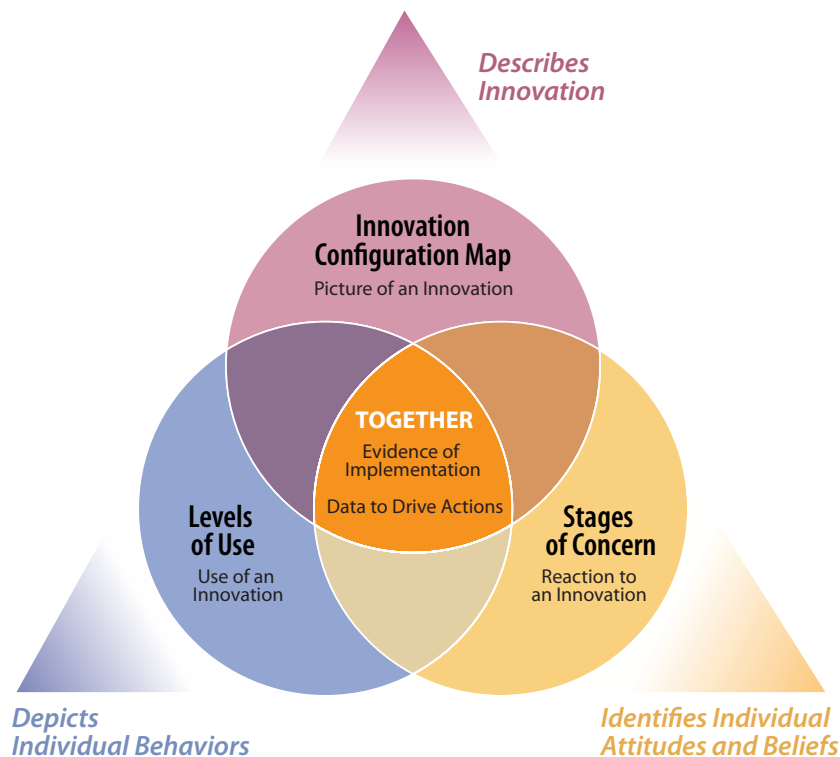 Describes
Innovation
Innovation
Configuration Map
Picture of an Innovation
TOGETHER
Evidence of
Implementation
Data to Drive Actions
Levels
of Use
Use of an
Innovation
Stages
of Concern
Reaction to
an Innovation
Depicts
Individual Behaviors
Identifies Individual
Attitudes and Beliefs